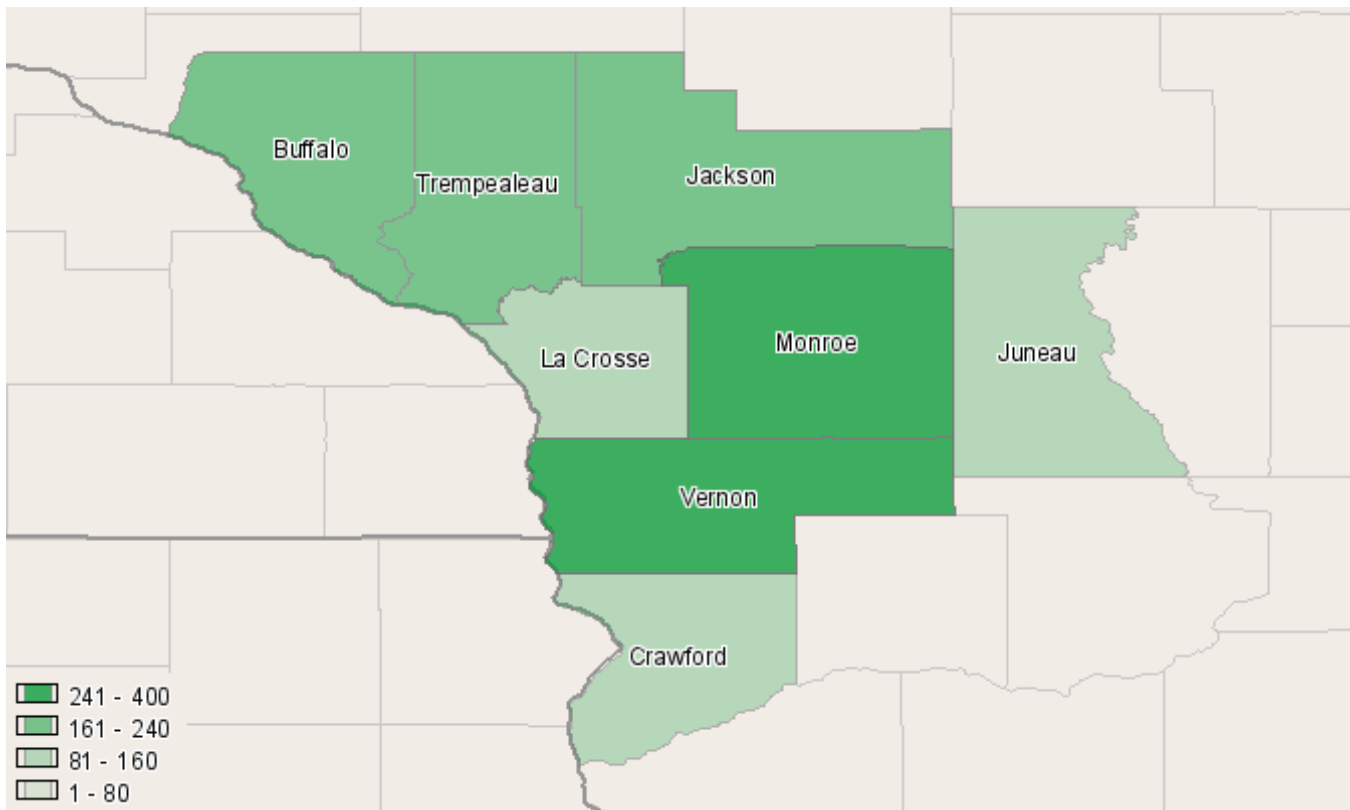 Buffalo
Trempealeau
Jackson
La Crosse
Monroe
Juneau
Vernon
Crawford
241 - 400
161 - 240
81 - 160
1 - 80